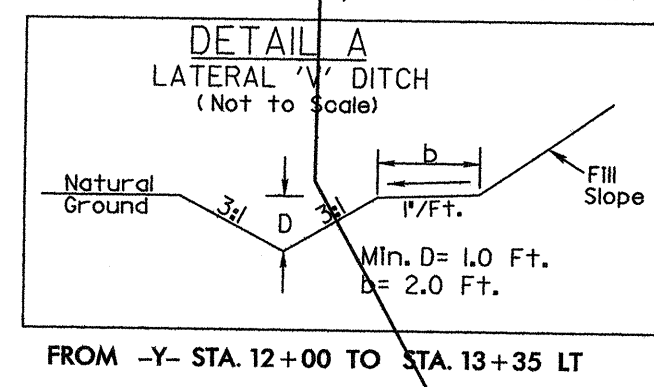 DETAIL A
LATERAL 'V' DITCH
(Not to Scale)
b
Natural
Ground
3:1
D
3:1
1"/Ft.
Fill
Slope
Min. D= 1.0 Ft.
b= 2.0 Ft.
FROM -Y- STA. 12+00 TO STA. 13+35 LT